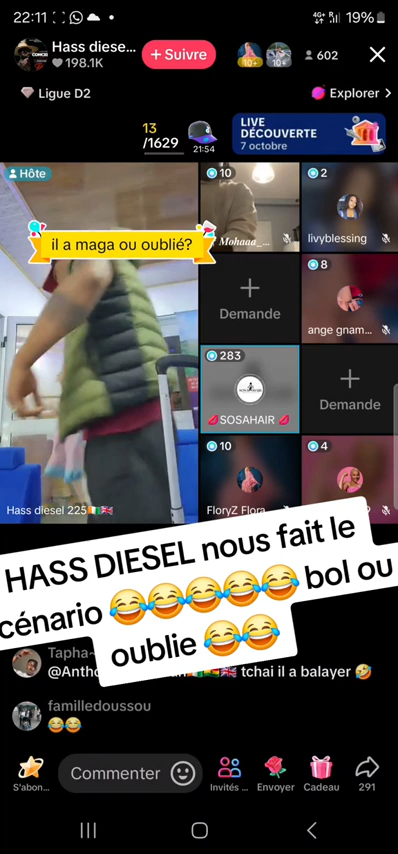 22:11
4G+ R 19%
Hass diese...
198.1K
+ Suivre
10+
10+
602
Ligue D2
Explorer >
13
/1629
21:54
LIVE
DÉCOUVERTE
7 octobre
Hôte
il a maga ou oublié?
10
Mohaaa_...
2
livyblessing
Demande
8
ange gnam...
283
💋SOSAHAIR 💋
Demande
10
FloryZ Flora
4
Hass diesel 225🇨🇮🇬🇧
HASS DIESEL nous fait le
cénario 😂😂😂😂😂 bol ou
oublie 😂😂
Tapha~
@Antho
tchai il a balayer 🤣
familledoussou
😂😂
S'abon...
Commenter
Invités ...
Envoyer
Cadeau
291